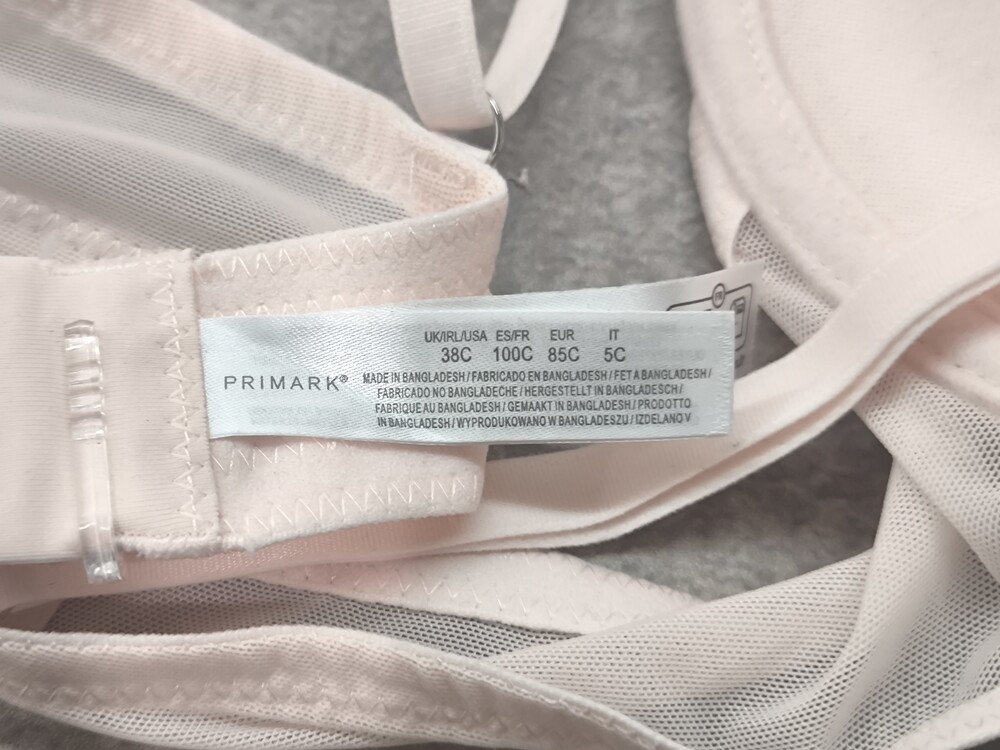 UK/IRL/USA ES/FR EUR IT
38C 100C 85C 5C
PRIMARK®
MADE IN BANGLADESH / FABRICADO EN BANGLADESH / FET A BANGLADESH /
FABRICADO NO BANGLADECHE / HERGESTELLT IN BANGLADESCH /
FABRIQUE AU BANGLADESH / GEMAAKT IN BANGLADESH / PRODOTTO
IN BANGLADESH / WYPRODUKOWANO W BANGLADESZU / IZDELANO V